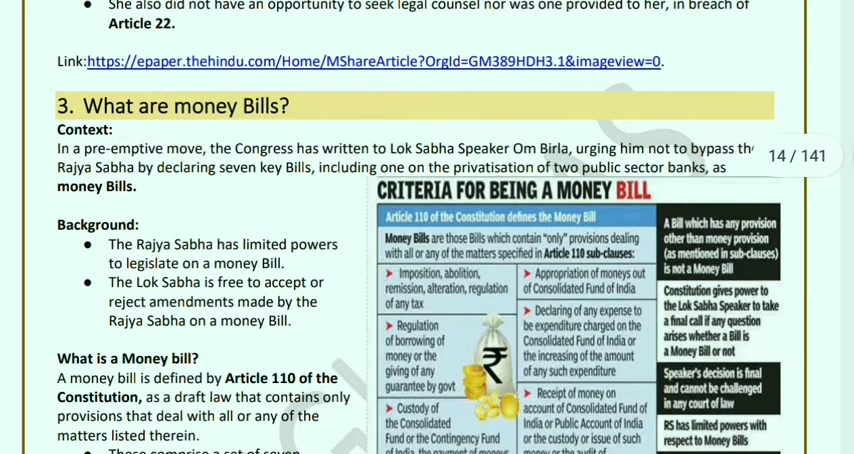 ● She also did not have an opportunity to seek legal counsel nor was one provided to her, in breach of
Article 22.
Link:https://epaper.thehindu.com/Home/MShareArticle?OrgId=GM389HDH3.1&imageview=0.
3. What are money Bills?
Context:
In a pre-emptive move, the Congress has written to Lok Sabha Speaker Om Birla, urging him not to bypass
Rajya Sabha by declaring seven key Bills, including one on the privatisation of two public sector banks, as
money Bills.
14 / 141
Background:
● The Rajya Sabha has limited powers
to legislate on a money Bill.
● The Lok Sabha is free to accept or
reject amendments made by the
Rajya Sabha on a money Bill.
What is a Money bill?
A money bill is defined by Article 110 of the
Constitution, as a draft law that contains only
provisions that deal with all or any of the
matters listed therein.
CRITERIA FOR BEING A MONEY BILL
Article 110 of the Constitution defines the Money Bill
Money Bills are those Bills which contain "only" provisions dealing
with all or any of the matters specified in Article 110 sub-clauses:
➤ Imposition, abolition,
remission, alteration, regulation
of any tax
➤ Regulation
of borrowing of
money or the
giving of any
guarantee by govt
➤ Custody of
the Consolidated
Fund or the Contingency Fund
of India, the payment of moneys
₹
➤ Appropriation of moneys out
of Consolidated Fund of India
➤ Declaring of any expense to
be expenditure charged on the
Consolidated Fund of India or
the increasing of the amount
of any such expenditure
➤ Receipt of money on
account of Consolidated Fund of
India or Public Account of India
or the custody or issue of such
money or the audit of
A Bill which has any provision
other than money provision
(as mentioned in sub-clauses)
is not a Money Bill
Constitution gives power to
the Lok Sabha Speaker to take
a final call if any question
arises whether a Bill is
a Money Bill or not
Speaker's decision is final
and cannot be challenged
in any court of law
RS has limited powers with
respect to Money Bills